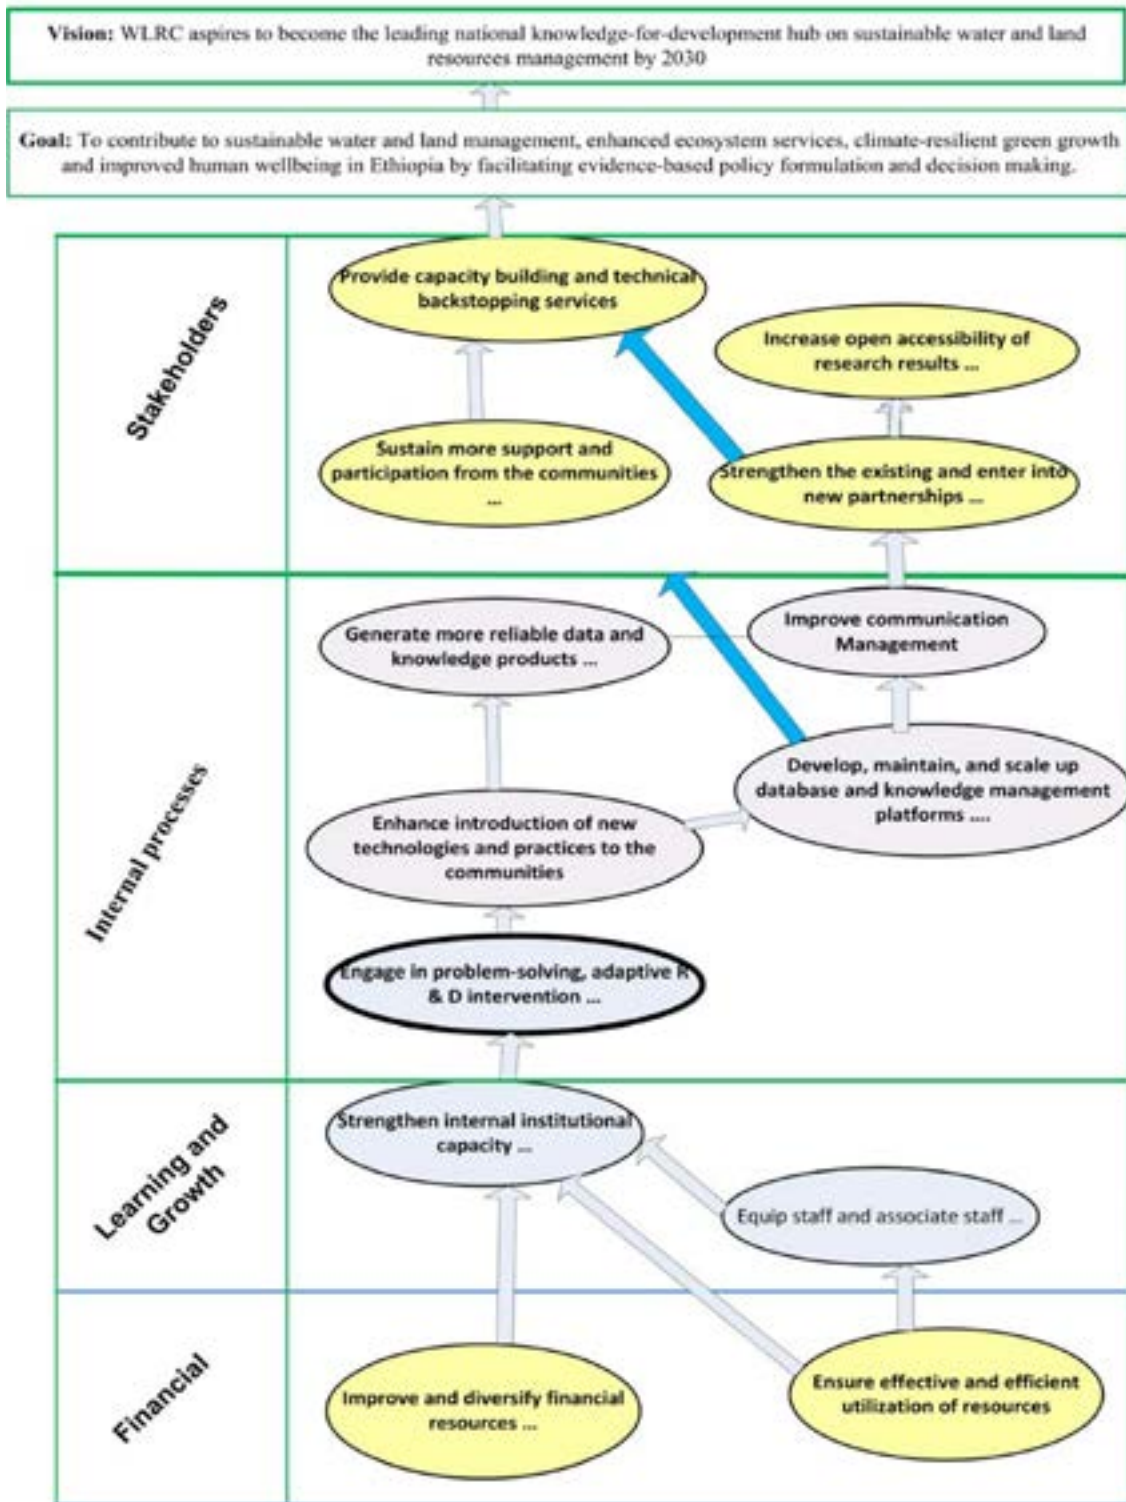 Vision: WLRC aspires to become the leading national knowledge-for-development hub on sustainable water and land
resources management by 2030
Goal: To contribute to sustainable water and land management, enhanced ecosystem services, climate-resilient green growth
and improved human wellbeing in Ethiopia by facilitating evidence-based policy formulation and decision making.
Stakeholders
Provide capacity building and technical
backstopping services
Increase open accessibility of
research results ...
Sustain more support and
participation from the communities
...
Strengthen the existing and enter into
new partnerships ...
Internal processes
Generate more reliable data and
knowledge products ...
Improve communication
Management
Develop, maintain, and scale up
database and knowledge management
platforms ....
Enhance introduction of new
technologies and practices to the
communities
Engage in problem-solving, adaptive R
& D intervention ...
Learning and
Growth
Strengthen internal institutional
capacity ...
Equip staff and associate staff ...
Financial
Improve and diversify financial
resources ...
Ensure effective and efficient
utilization of resources